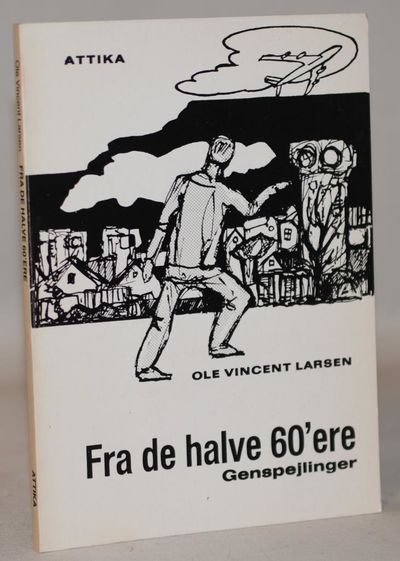 ATTIKA
OLE VINCENT LARSEN
Fra de halve 60'ere
Genspejlinger
Ole Vincent Larsen FRA DE HALVE 60'ERE ATTIKA